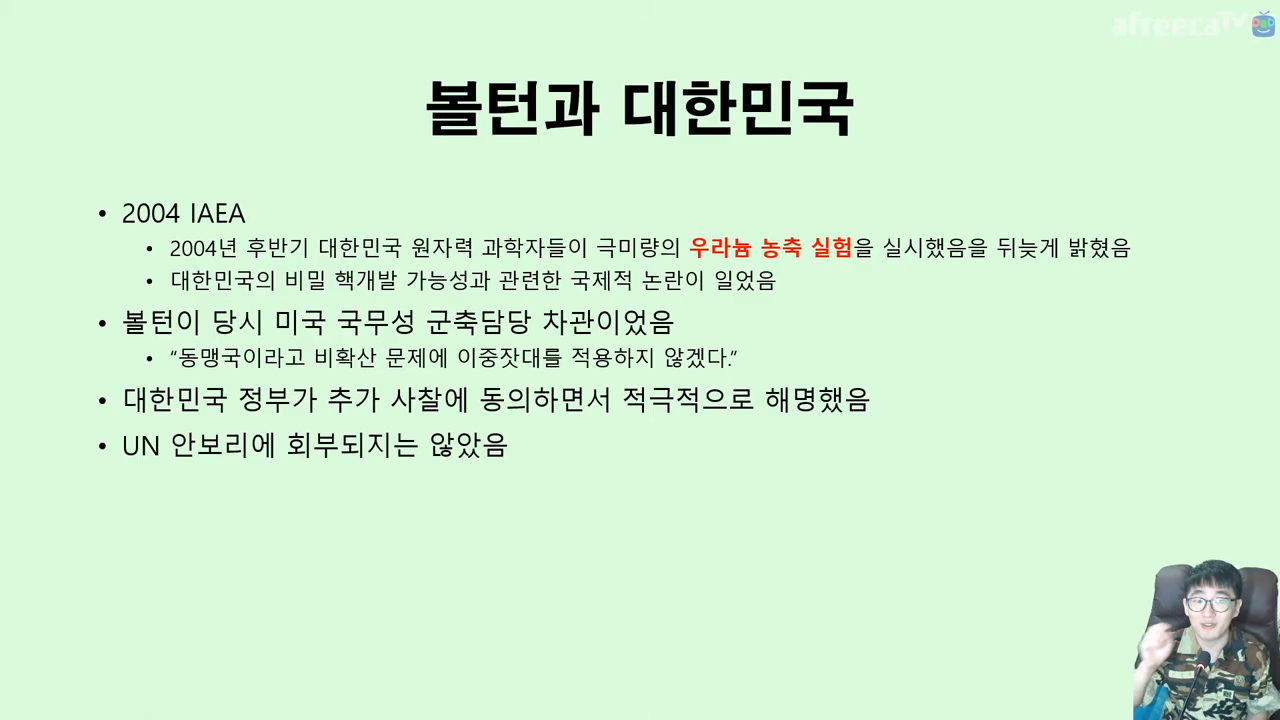 afreecaTV
볼턴과 대한민국
• 2004 IAEA
• 2004년 후반기 대한민국 원자력 과학자들이 극미량의 우라늄 농축 실험을 실시했음을 뒤늦게 밝혔음
• 대한민국의 비밀 핵개발 가능성과 관련한 국제적 논란이 일었음
• 볼턴이 당시 미국 국무성 군축담당 차관이었음
• “동맹국이라고 비확산 문제에 이중잣대를 적용하지 않겠다.”
• 대한민국 정부가 추가 사찰에 동의하면서 적극적으로 해명했음
• UN 안보리에 회부되지는 않았음